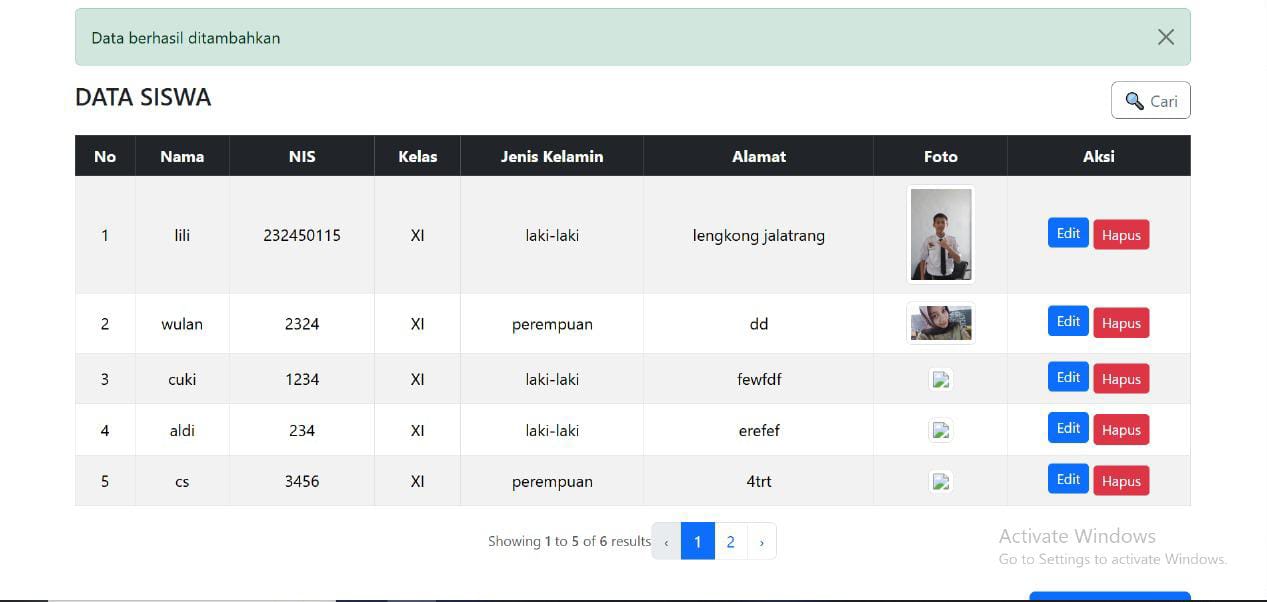 Data berhasil ditambahkan
DATA SISWA
Cari
No Nama NIS Kelas Jenis Kelamin Alamat Foto Aksi
1 lili 232450115 XI laki-laki lengkong jalatrang Edit Hapus
2 wulan 2324 XI perempuan dd Edit Hapus
3 cuki 1234 XI laki-laki fewfdf Edit Hapus
4 aldi 234 XI laki-laki erefef Edit Hapus
5 cs 3456 XI perempuan 4trt Edit Hapus
Showing 1 to 5 of 6 results ‹ 1 2 ›
Activate Windows
Go to Settings to activate Windows.